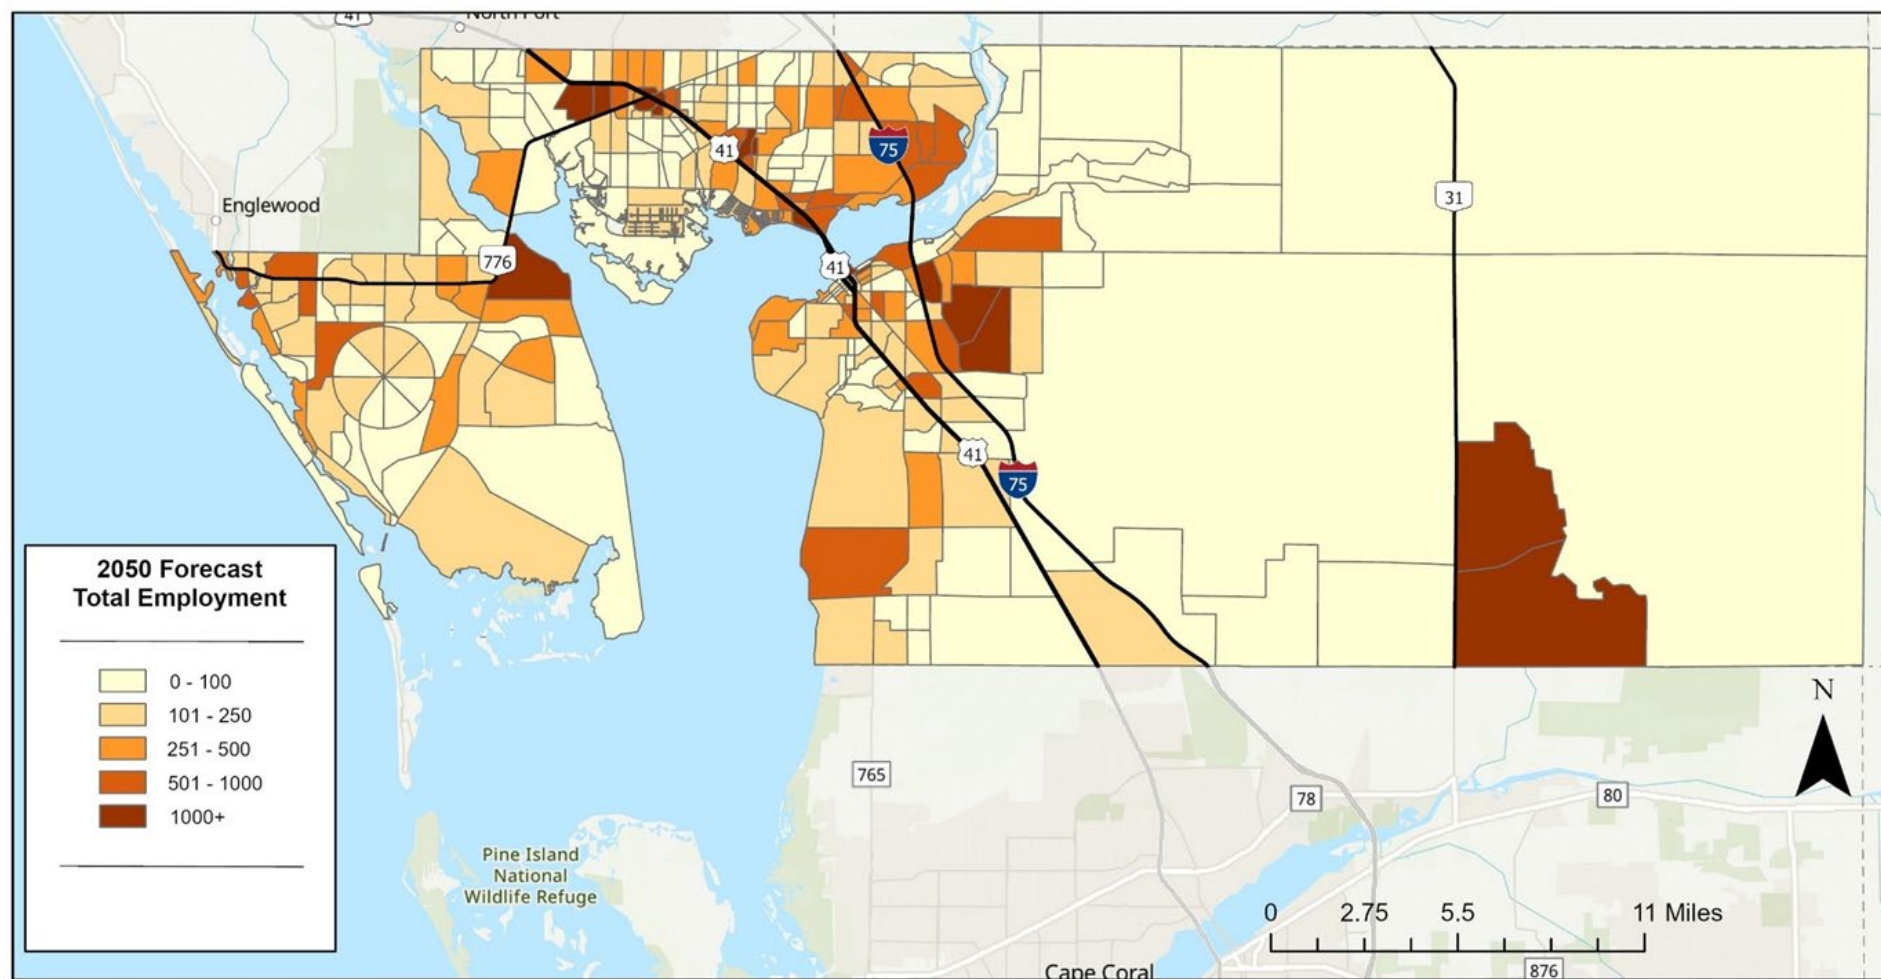 41
North Port
75
41
31
Englewood
776
41
41
75
2050 Forecast
Total Employment
0 - 100
101 - 250
251 - 500
501 - 1000
1000+
N
765
78
80
Pine Island
National
Wildlife Refuge
0 2.75 5.5 11 Miles
Cape Coral
876